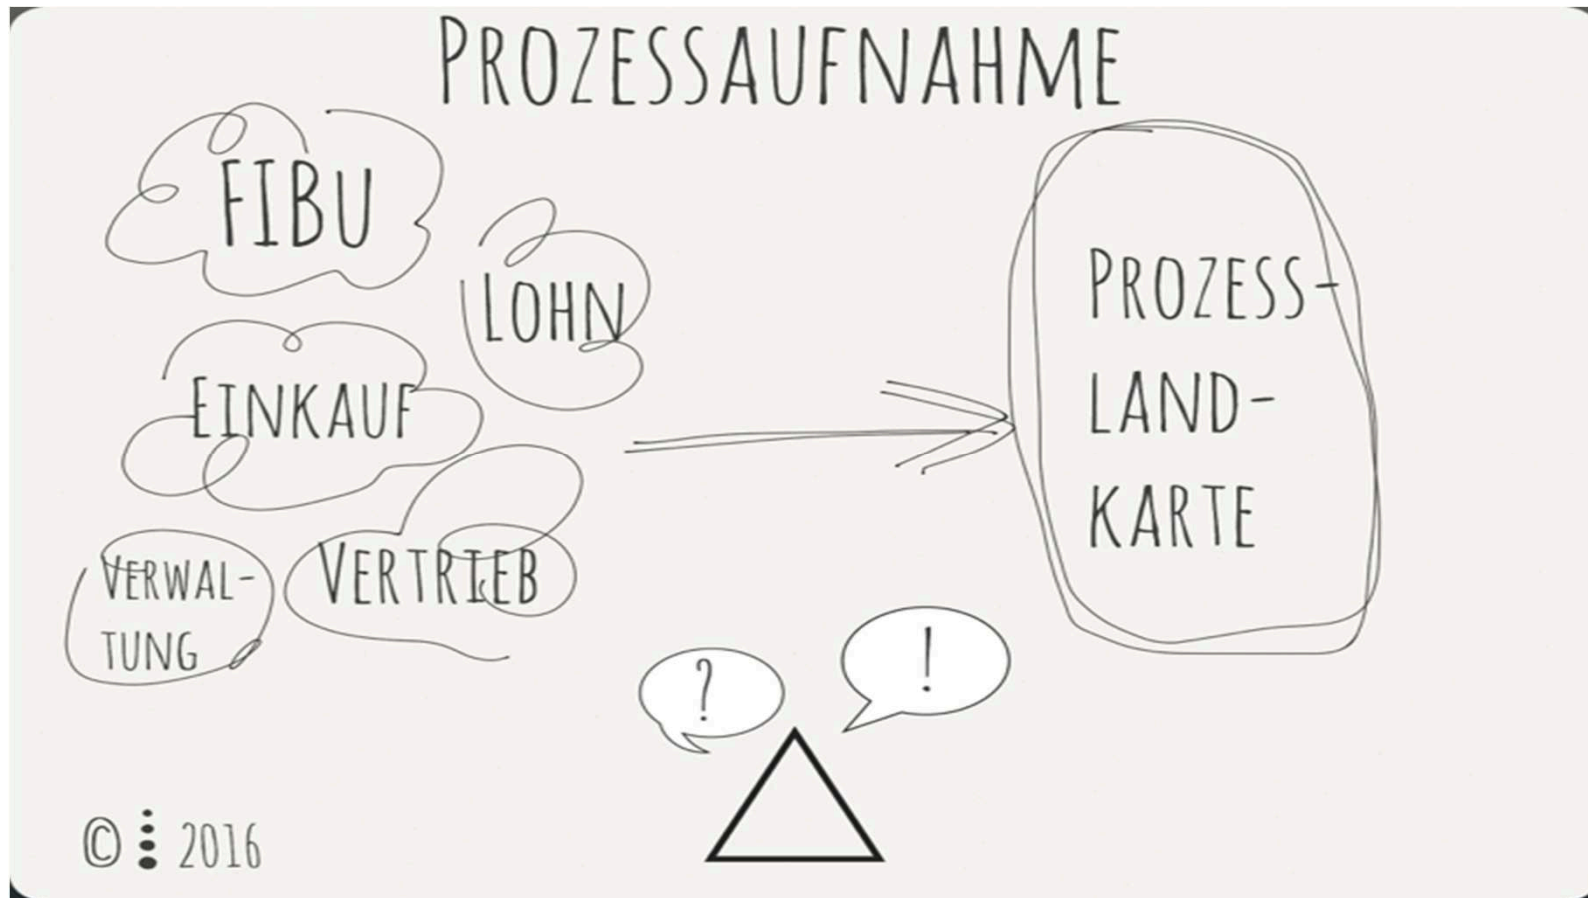 PROZESSAUFNAHME
FIBU
LOHN
EINKAUF
VERWAL-
TUNG
VERTRIEB
PROZESS-
LAND-
KARTE
?
!
© 2016